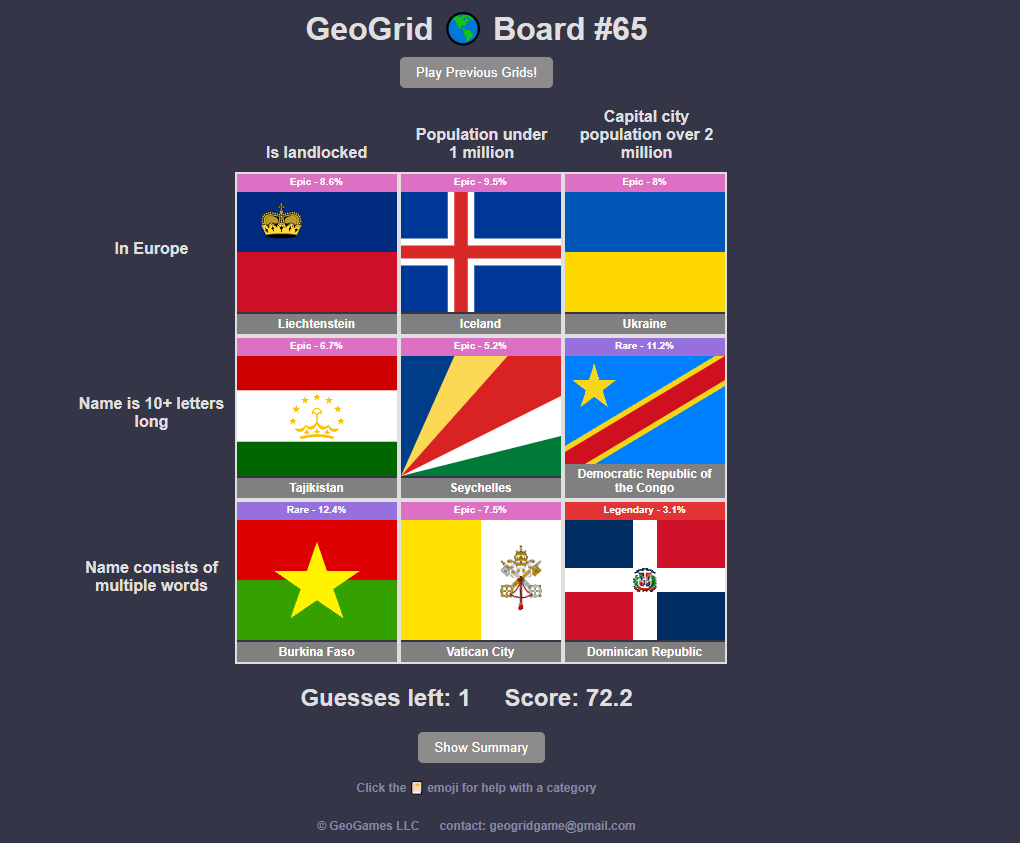 GeoGrid 🌎 Board #65
Play Previous Grids!
Is landlocked
Population under
1 million
Capital city
population over 2
million
In Europe
Epic - 8.6%
Liechtenstein
Epic - 9.5%
Iceland
Epic - 8%
Ukraine
Name is 10+ letters
long
Epic - 6.7%
Tajikistan
Epic - 5.2%
Seychelles
Rare - 11.2%
Democratic Republic of
the Congo
Name consists of
multiple words
Rare - 12.4%
Burkina Faso
Epic - 7.5%
Vatican City
Legendary - 3.1%
Dominican Republic
Guesses left: 1 Score: 72.2
Show Summary
Click the 📋 emoji for help with a category
© GeoGames LLC contact: geogridgame@gmail.com